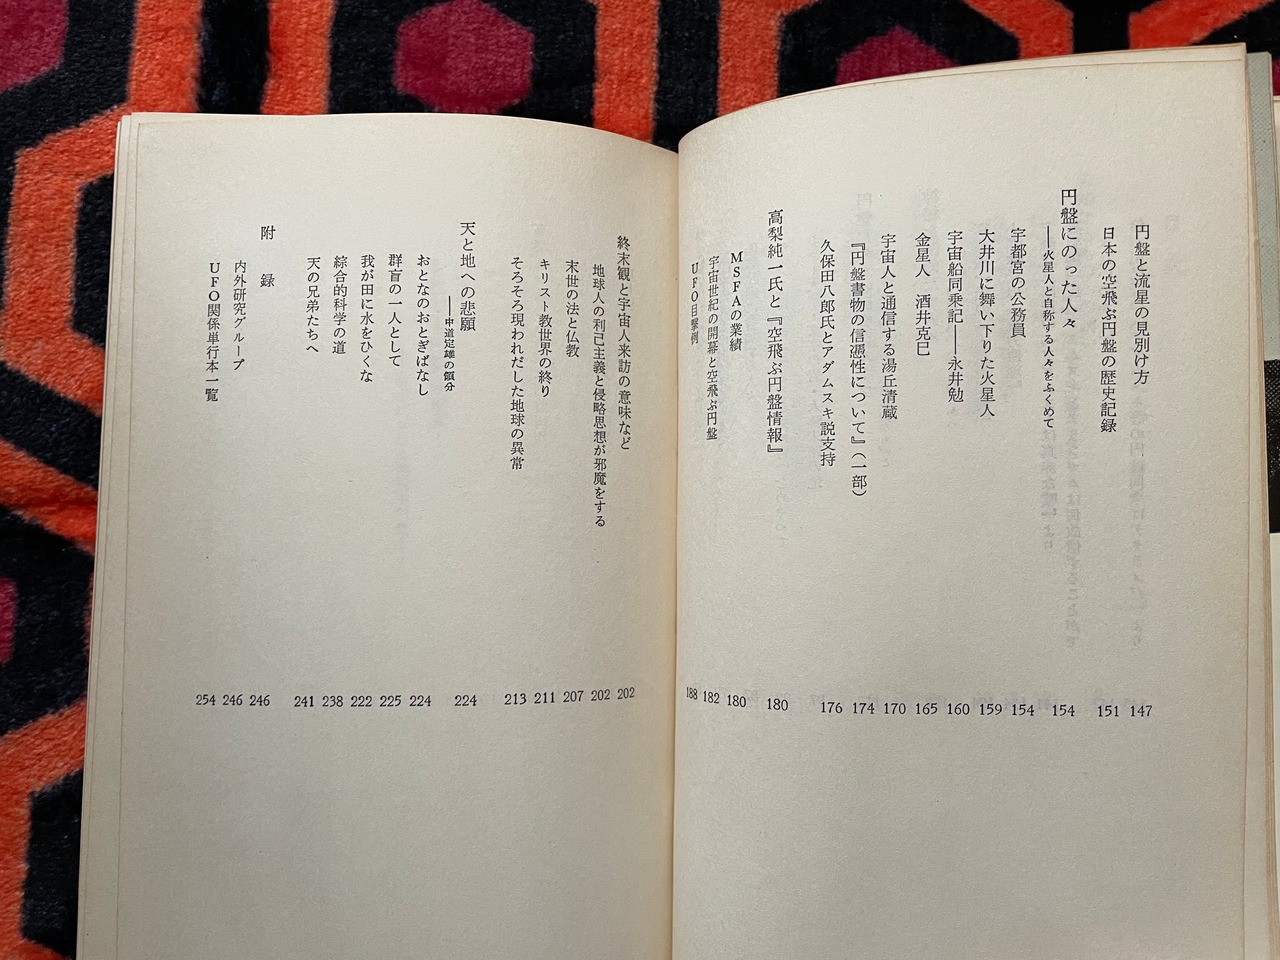 円盤と流星の見別け方 147
日本の空飛ぶ円盤の歴史記録 151
円盤にのった人々 154
――火星人と自称する人々をふくめて
宇都宮の公務員 154
大井川に舞い下りた火星人 159
宇宙船同乗記――永井勉 160
金星人 酒井克巳 165
宇宙人と通信する湯丘清蔵 170
『円盤書物の信憑性について』(一部) 174
久保田八郎氏とアダムスキ説支持 176
高梨純一氏と『空飛ぶ円盤情報』 180
MSFAの業績 180
宇宙世紀の開幕と空飛ぶ円盤 182
UFO目撃例 188
終末観と宇宙人来訪の意味など 202
地球人の利己主義と侵略思想が邪魔をする 202
末世の法と仏教 207
キリスト教世界の終り 211
そろそろ現われだした地球の異常 213
天と地への悲願 224
――中道定雄の領分
おとなのおとぎばなし 224
群盲の一人として 225
我が田に水をひくな 222
綜合的科学の道 238
天の兄弟たちへ 241
附録 246
内外研究グループ 246
UFO関係単行本一覧 254